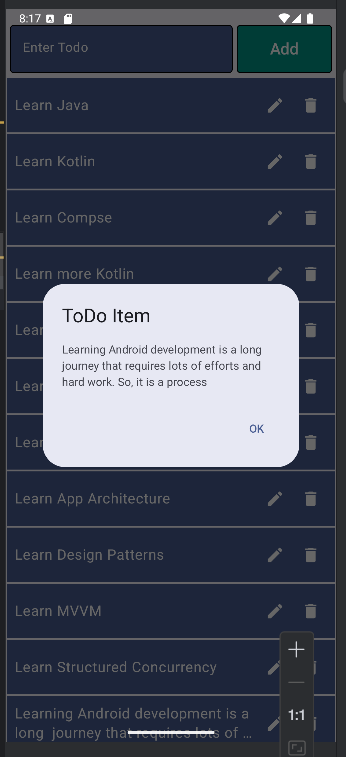 8:17
Enter Todo
Add
Learn Java
Learn Kotlin
Learn Compse
Learn more Kotlin
ToDo Item
Learning Android development is a long
journey that requires lots of efforts and
hard work. So, it is a process
OK
Lear
Lear
Lear
Learn App Architecture
Learn Design Patterns
Learn MVVM
Learn Structured Concurrency
Learning Android development is a
long journey that requires lots of ...
1:1